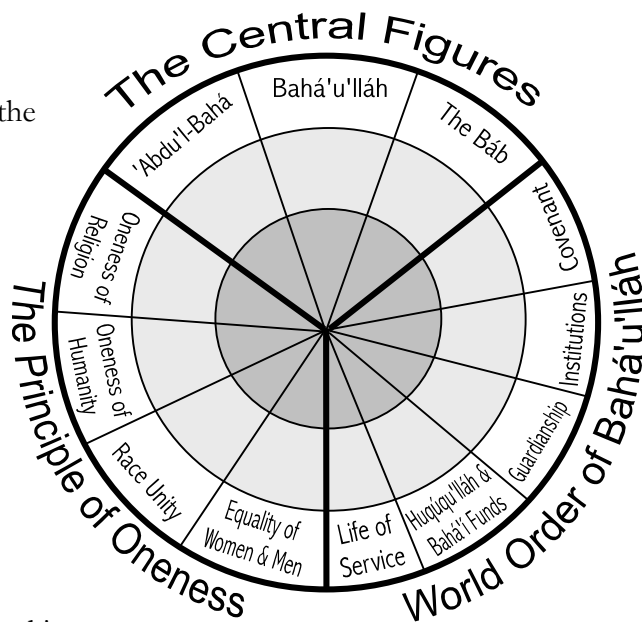 The Central Figures
the
'Abdu'l-Bahá
Bahá'u'lláh
The Báb
Covenant
Institutions
Guardianship
Huqúqu'lláh &
Bahá'í Funds
Life of
Service
World Order of Bahá'u'lláh
Oneness of
Religion
Oneness of
Humanity
Race Unity
Equality of
Women & Men
The Principle of Oneness